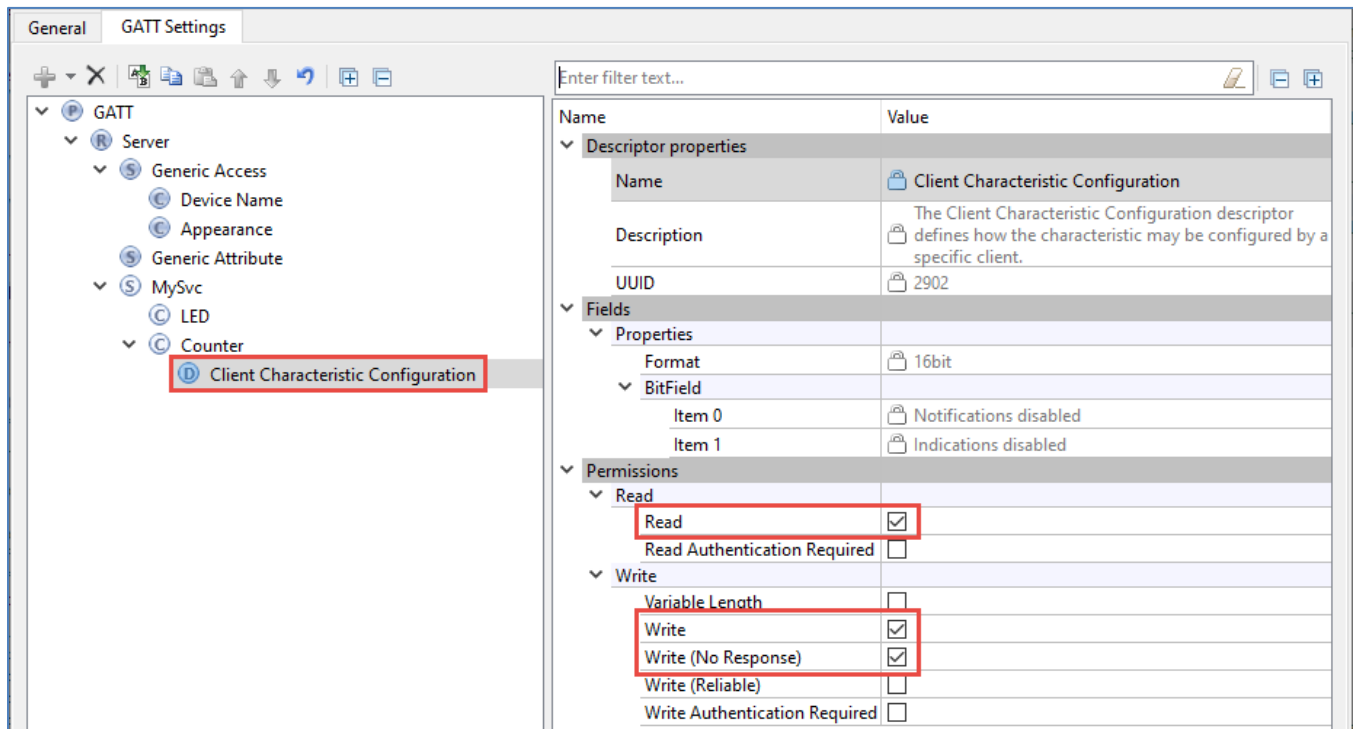 General
GATT Settings
Enter filter text...
P GATT
R Server
S Generic Access
C Device Name
C Appearance
S Generic Attribute
S MySvc
C LED
C Counter
D Client Characteristic Configuration
Name Value
Descriptor properties
Name Client Characteristic Configuration
Description The Client Characteristic Configuration descriptor
defines how the characteristic may be configured by a
specific client.
UUID 2902
Fields
Properties
Format 16bit
BitField
Item 0 Notifications disabled
Item 1 Indications disabled
Permissions
Read
Read
Read Authentication Required
Write
Variable Length
Write
Write (No Response)
Write (Reliable)
Write Authentication Required